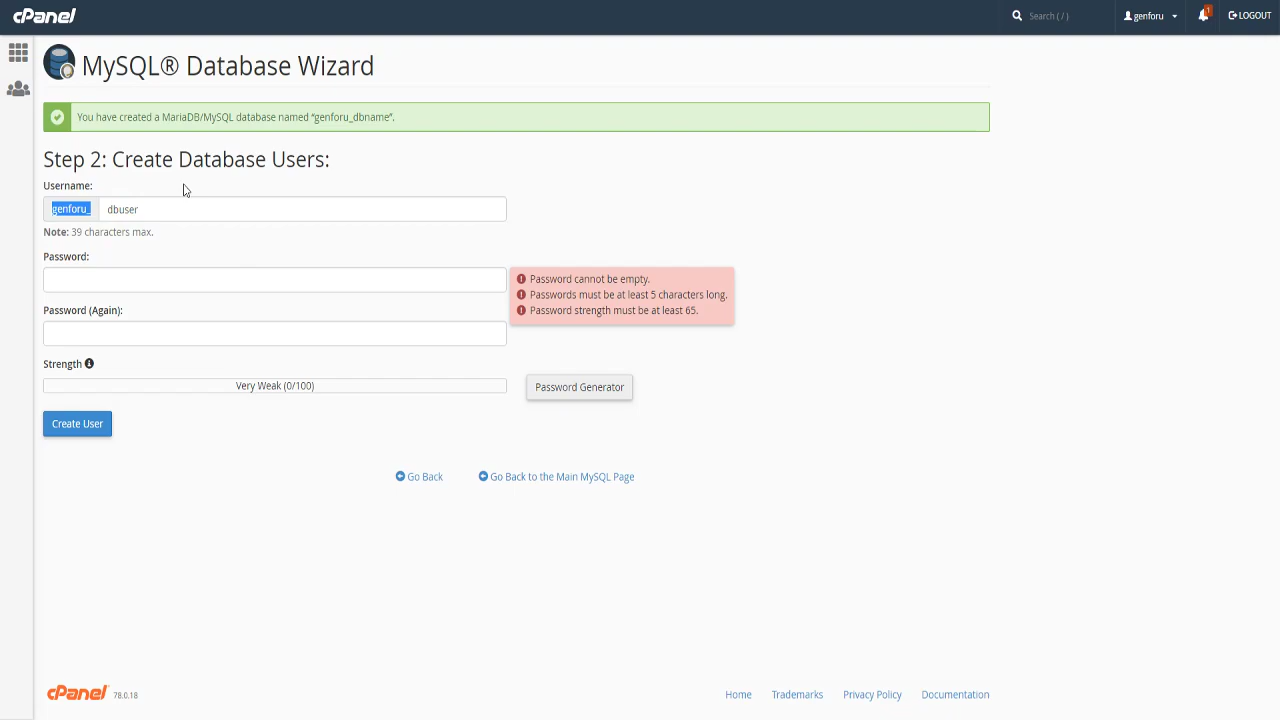 cPanel
Search ( / )
genforu
1
LOGOUT
MySQL® Database Wizard
You have created a MariaDB/MySQL database named “genforu_dbname”.
Step 2: Create Database Users:
Username:
genforu_ dbuser
Note: 39 characters max.
Password:
Password cannot be empty.
Passwords must be at least 5 characters long.
Password strength must be at least 65.
Password (Again):
Strength
Very Weak (0/100)
Password Generator
Create User
Go Back
Go Back to the Main MySQL Page
cPanel 78.0.18
Home Trademarks Privacy Policy Documentation